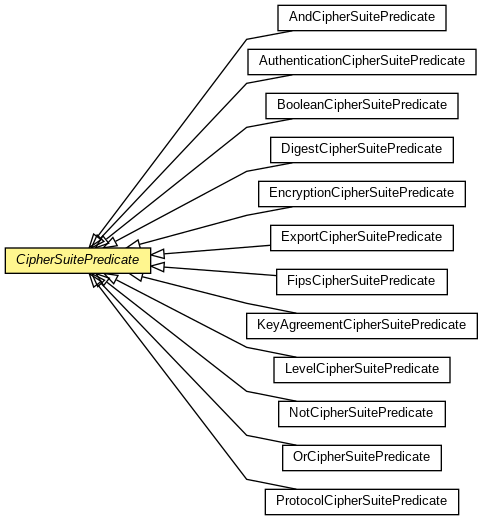 AndCipherSuitePredicate
AuthenticationCipherSuitePredicate
BooleanCipherSuitePredicate
DigestCipherSuitePredicate
EncryptionCipherSuitePredicate
ExportCipherSuitePredicate
CipherSuitePredicate
FipsCipherSuitePredicate
KeyAgreementCipherSuitePredicate
LevelCipherSuitePredicate
NotCipherSuitePredicate
OrCipherSuitePredicate
ProtocolCipherSuitePredicate